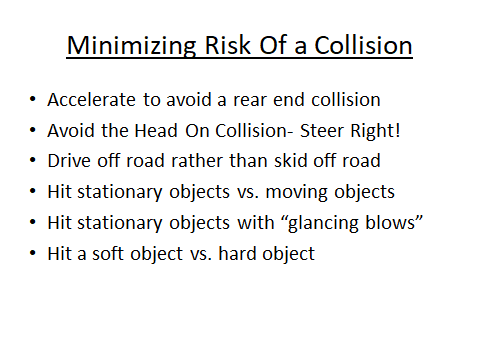 Minimizing Risk Of a Collision
• Accelerate to avoid a rear end collision
• Avoid the Head On Collision- Steer Right!
• Drive off road rather than skid off road
• Hit stationary objects vs. moving objects
• Hit stationary objects with “glancing blows”
• Hit a soft object vs. hard object